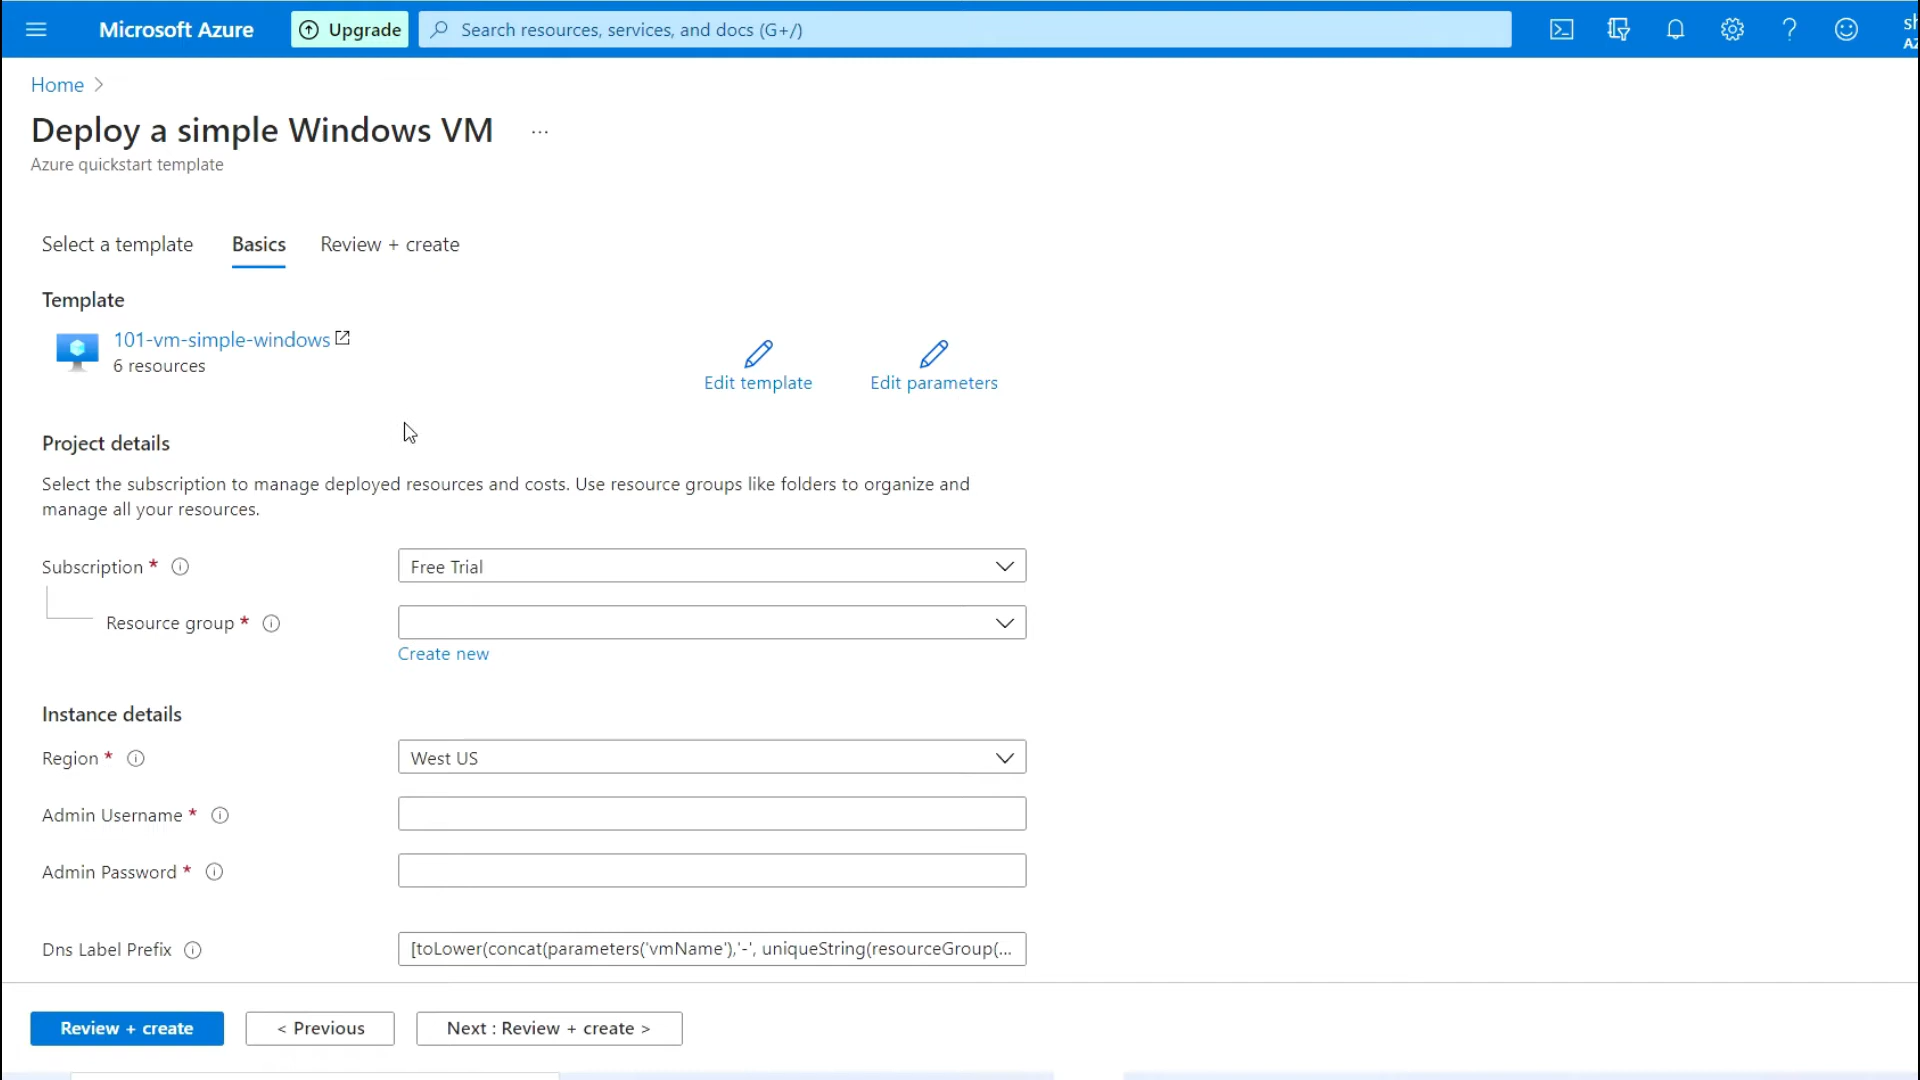 Microsoft Azure
Upgrade
Search resources, services, and docs (G+/)
Home >
Deploy a simple Windows VM ...
Azure quickstart template
Select a template
Basics
Review + create
Template
101-vm-simple-windows
6 resources
Edit template
Edit parameters
Project details
Select the subscription to manage deployed resources and costs. Use resource groups like folders to organize and
manage all your resources.
Subscription *
Free Trial
Resource group *
Create new
Instance details
Region *
West US
Admin Username *
Admin Password *
Dns Label Prefix
[toLower(concat(parameters('vmName'),'-', uniqueString(resourceGroup(...
Review + create
< Previous
Next : Review + create >